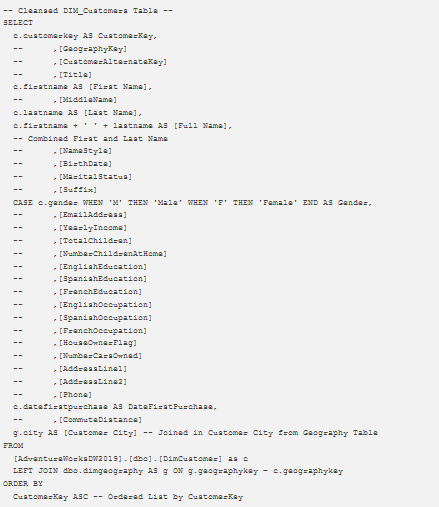 -- Cleansed DIM_Customers Table --
SELECT
c.customerkey AS CustomerKey,
-- ,[GeographyKey]
-- ,[CustomerAlternateKey]
-- ,[Title]
c.firstname AS [First Name],
-- ,[MiddleName]
c.lastname AS [Last Name],
c.firstname + ' ' + lastname AS [Full Name],
-- Combined First and Last Name
-- ,[NameStyle]
-- ,[BirthDate]
-- ,[MaritalStatus]
-- ,[Suffix]
CASE c.gender WHEN 'M' THEN 'Male' WHEN 'F' THEN 'Female' END AS Gender,
-- ,[EmailAddress]
-- ,[YearlyIncome]
-- ,[TotalChildren]
-- ,[NumberChildrenAtHome]
-- ,[EnglishEducation]
-- ,[SpanishEducation]
-- ,[FrenchEducation]
-- ,[EnglishOccupation]
-- ,[SpanishOccupation]
-- ,[FrenchOccupation]
-- ,[HouseOwnerFlag]
-- ,[NumberCarsOwned]
-- ,[AddressLine1]
-- ,[AddressLine2]
-- ,[Phone]
c.datefirstpurchase AS DateFirstPurchase,
-- ,[CommuteDistance]
g.city AS [Customer City] -- Joined in Customer City from Geography Table
FROM
[AdventureWorksDW2019].[dbo].[DimCustomer] as c
LEFT JOIN dbo.dimgeography AS g ON g.geographykey = c.geographykey
ORDER BY
CustomerKey ASC -- Ordered List by CustomerKey